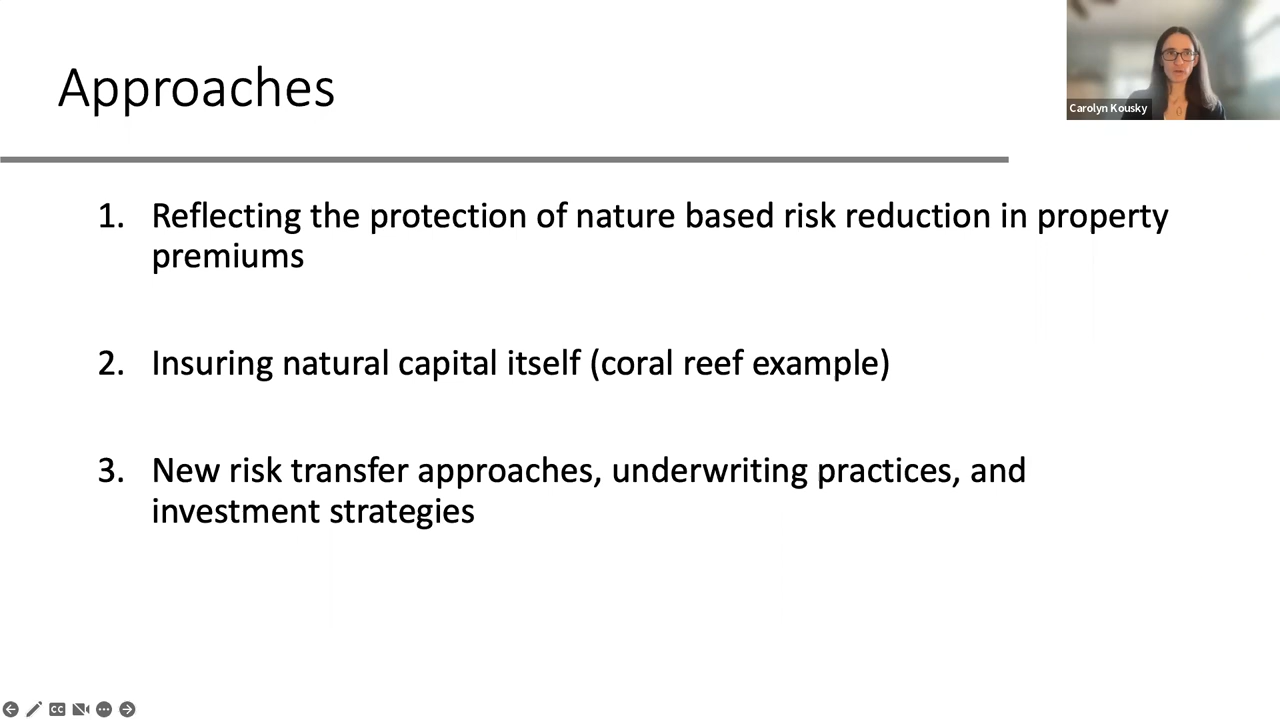 Approaches
Carolyn Kousky
1. Reflecting the protection of nature based risk reduction in property
premiums
2. Insuring natural capital itself (coral reef example)
3. New risk transfer approaches, underwriting practices, and
investment strategies
CC